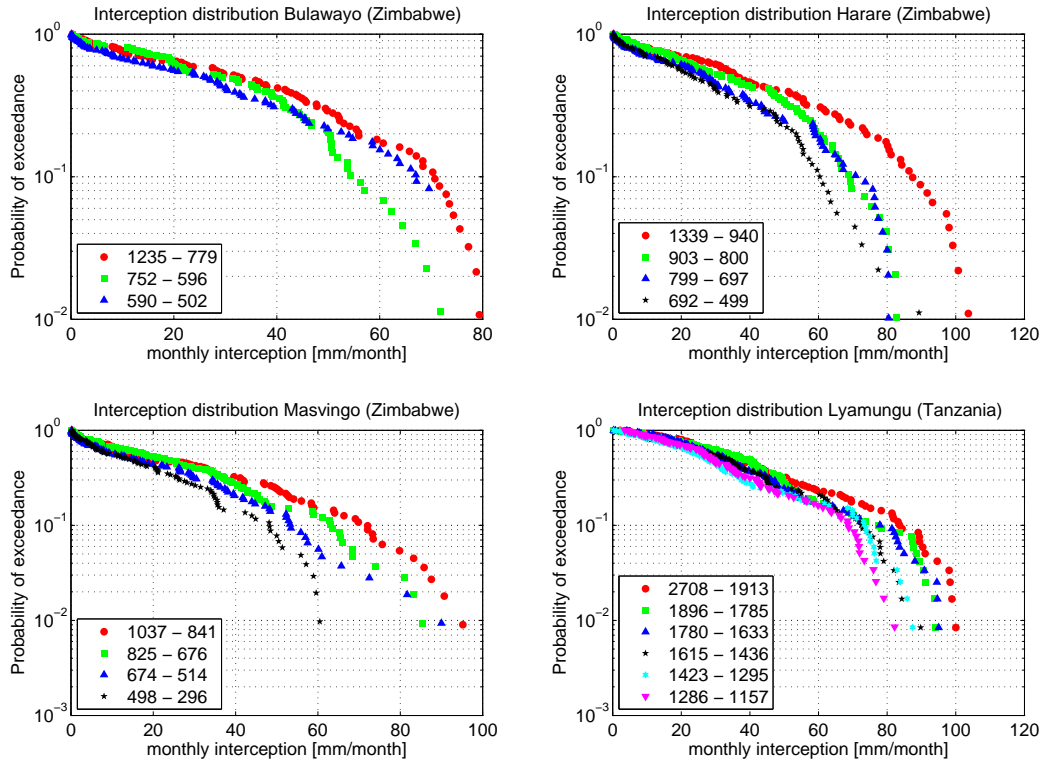 Interception distribution Bulawayo (Zimbabwe)
Probability of exceedance
10^0
10^-1
10^-2
0 20 40 60 80
monthly interception [mm/month]
1235 – 779
752 – 596
590 – 502
Interception distribution Harare (Zimbabwe)
Probability of exceedance
10^0
10^-1
10^-2
0 20 40 60 80 100 120
monthly interception [mm/month]
1339 – 940
903 – 800
799 – 697
692 – 499
Interception distribution Masvingo (Zimbabwe)
Probability of exceedance
10^0
10^-1
10^-2
10^-3
0 20 40 60 80 100
monthly interception [mm/month]
1037 – 841
825 – 676
674 – 514
498 – 296
Interception distribution Lyamungu (Tanzania)
Probability of exceedance
10^0
10^-1
10^-2
10^-3
0 20 40 60 80 100 120
monthly interception [mm/month]
2708 – 1913
1896 – 1785
1780 – 1633
1615 – 1436
1423 – 1295
1286 – 1157